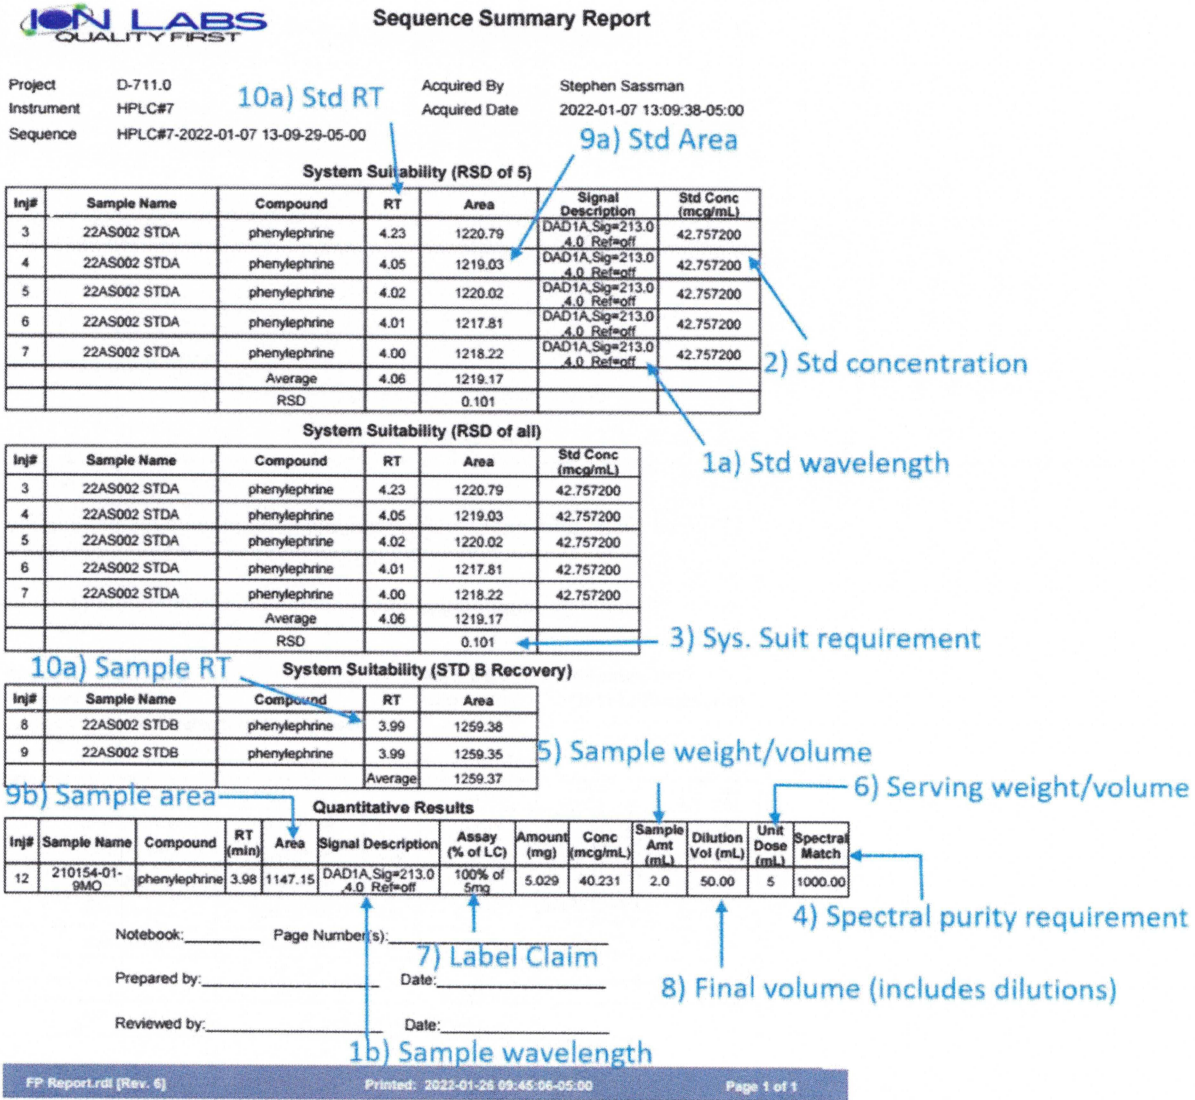 ION LABS
QUALITY FIRST
Sequence Summary Report
Project D-711.0 Acquired By Stephen Sassman
Instrument HPLC#7 Acquired Date 2022-01-07 13:09:38-05:00
Sequence HPLC#7-2022-01-07 13-09-29-05-00
10a) Std RT
9a) Std Area
System Suitability (RSD of 5)
Inj# Sample Name Compound RT Area Signal Description Std Conc (mcg/mL)
3 22AS002 STDA phenylephrine 4.23 1220.79 DAD1A,Sig=213.0 ,4.0 Ref=off 42.757200
4 22AS002 STDA phenylephrine 4.05 1219.03 DAD1A,Sig=213.0 ,4.0 Ref=off 42.757200
5 22AS002 STDA phenylephrine 4.02 1220.02 DAD1A,Sig=213.0 ,4.0 Ref=off 42.757200
6 22AS002 STDA phenylephrine 4.01 1217.81 DAD1A,Sig=213.0 ,4.0 Ref=off 42.757200
7 22AS002 STDA phenylephrine 4.00 1218.22 DAD1A,Sig=213.0 ,4.0 Ref=off 42.757200
Average 4.06 1219.17
RSD 0.101
2) Std concentration
1a) Std wavelength
System Suitability (RSD of all)
Inj# Sample Name Compound RT Area Std Conc (mcg/mL)
3 22AS002 STDA phenylephrine 4.23 1220.79 42.757200
4 22AS002 STDA phenylephrine 4.05 1219.03 42.757200
5 22AS002 STDA phenylephrine 4.02 1220.02 42.757200
6 22AS002 STDA phenylephrine 4.01 1217.81 42.757200
7 22AS002 STDA phenylephrine 4.00 1218.22 42.757200
Average 4.06 1219.17
RSD 0.101
3) Sys. Suit requirement
10a) Sample RT
System Suitability (STD B Recovery)
Inj# Sample Name Compound RT Area
8 22AS002 STDB phenylephrine 3.99 1259.38
9 22AS002 STDB phenylephrine 3.99 1259.35
Average 1259.37
5) Sample weight/volume
6) Serving weight/volume
9b) Sample area
Quantitative Results
Inj# Sample Name Compound RT (min) Area Signal Description Assay (% of LC) Amount (mg) Conc (mcg/mL) Sample Amt (mL) Dilution Vol (mL) Unit Dose (mL) Spectral Match
12 210154-01-9MO phenylephrine 3.98 1147.15 DAD1A,Sig=213.0 ,4.0 Ref=off 100% of 5mg 5.029 40.231 2.0 50.00 5 1000.00
4) Spectral purity requirement
Notebook: Page Number(s):
7) Label Claim
Prepared by: Date:
8) Final volume (includes dilutions)
Reviewed by: Date:
1b) Sample wavelength
FP Report.rdl [Rev. 6] Printed: 2022-01-26 09:45:06-05:00 Page 1 of 1